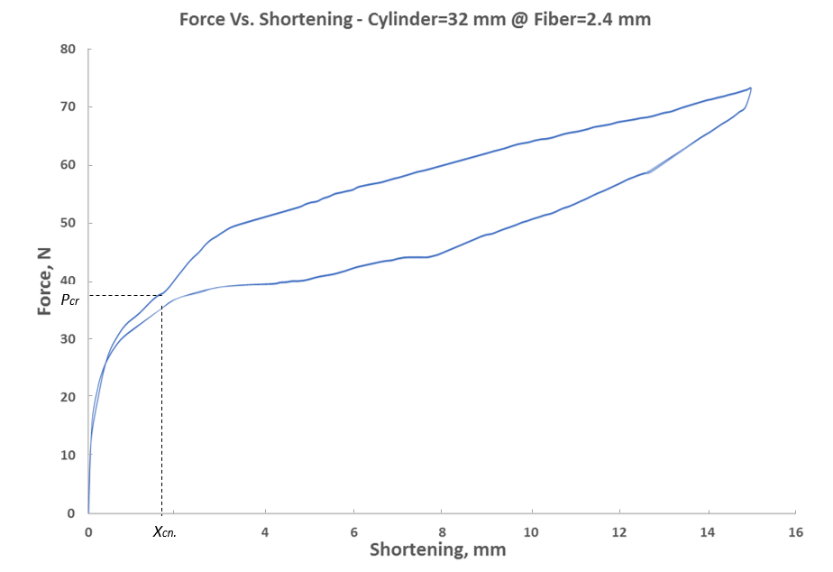 Force Vs. Shortening - Cylinder=32 mm @ Fiber=2.4 mm
80
70
60
50
40
Pcr
30
20
10
0
Force, N
0 Xcn. 4 6 8 10 12 14 16
Shortening, mm